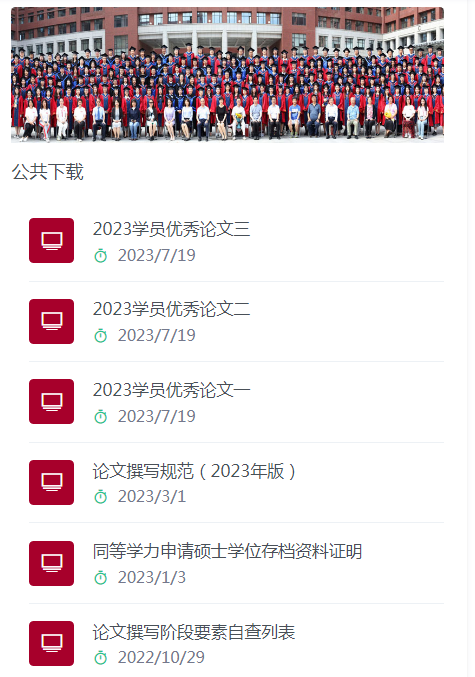 公共下载
2023学员优秀论文三
2023/7/19
2023学员优秀论文二
2023/7/19
2023学员优秀论文一
2023/7/19
论文撰写规范（2023年版）
2023/3/1
同等学力申请硕士学位存档资料证明
2023/1/3
论文撰写阶段要素自查列表
2022/10/29